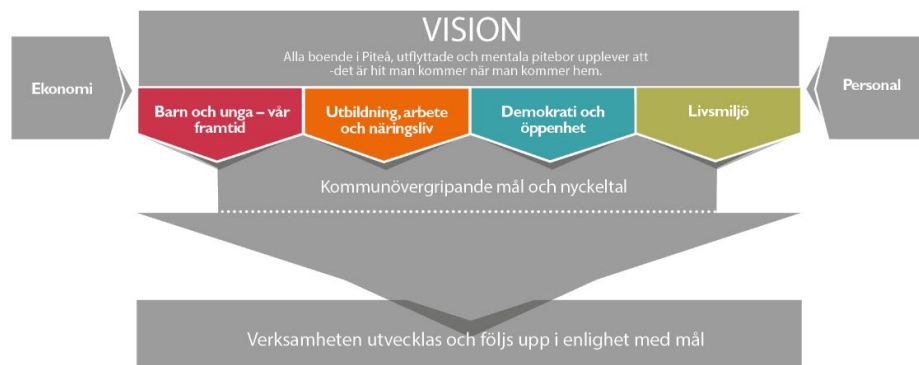 VISION
Alla boende i Piteå, utflyttade och mentala pitebor upplever att
-det är hit man kommer när man kommer hem.
Ekonomi
Personal
Barn och unga – vår
framtid
Utbildning, arbete
och näringsliv
Demokrati och
öppenhet
Livsmiljö
Kommunövergripande mål och nyckeltal
Verksamheten utvecklas och följs upp i enlighet med mål